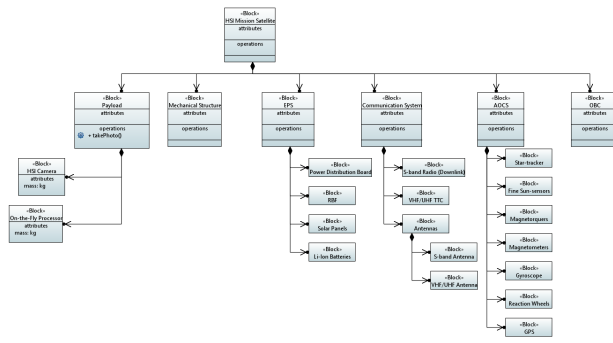 «Block»
HSI Mission Satellite
attributes
operations
«Block»
Payload
attributes
operations
+ takePhoto()
«Block»
Mechanical Structure
attributes
operations
«Block»
EPS
attributes
operations
«Block»
Communication System
attributes
operations
«Block»
AOCS
attributes
operations
«Block»
OBC
attributes
operations
«Block»
HSI Camera
attributes
mass: kg
«Block»
On-the-Fly Processor
attributes
mass: kg
«Block»
Power Distribution Board
«Block»
RBF
«Block»
Solar Panels
«Block»
Li-Ion Batteries
«Block»
S-band Radio (Downlink)
«Block»
VHF/UHF TTC
«Block»
Antennas
«Block»
S-band Antenna
«Block»
VHF/UHF Antenna
«Block»
Star-tracker
«Block»
Fine Sun-sensors
«Block»
Magnetorquers
«Block»
Magnetometers
«Block»
Gyroscope
«Block»
Reaction Wheels
«Block»
GPS